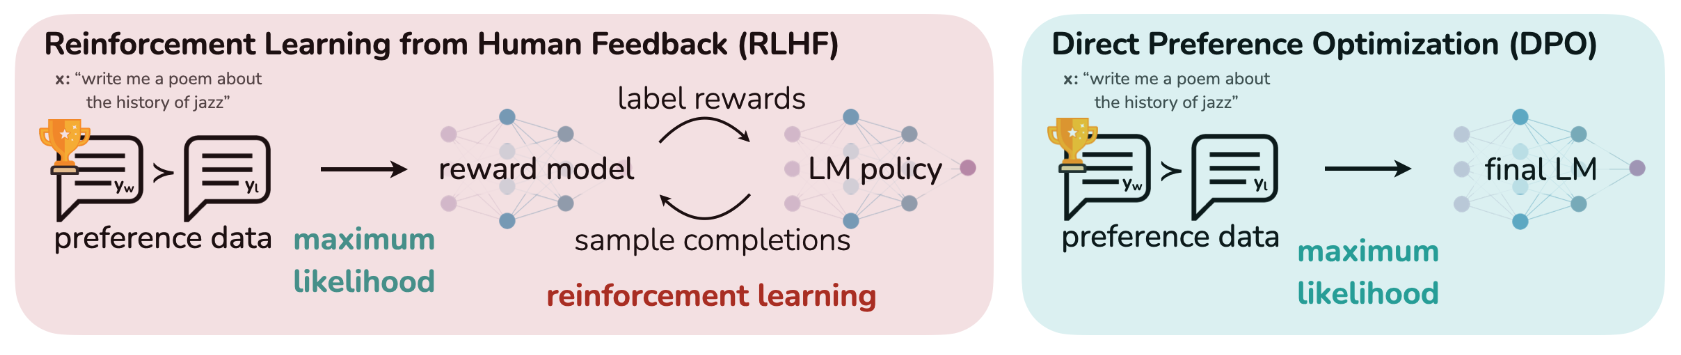 Reinforcement Learning from Human Feedback (RLHF)
x: “write me a poem about
the history of jazz”
label rewards
yw
≻
yl
reward model
LM policy
preference data
maximum
likelihood
sample completions
reinforcement learning
Direct Preference Optimization (DPO)
x: “write me a poem about
the history of jazz”
yw
≻
yl
final LM
preference data
maximum
likelihood